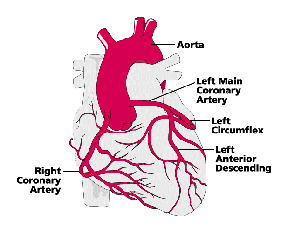 Aorta
Left Main
Coronary
Artery
Left
Circumflex
Left
Anterior
Descending
Right
Coronary
Artery